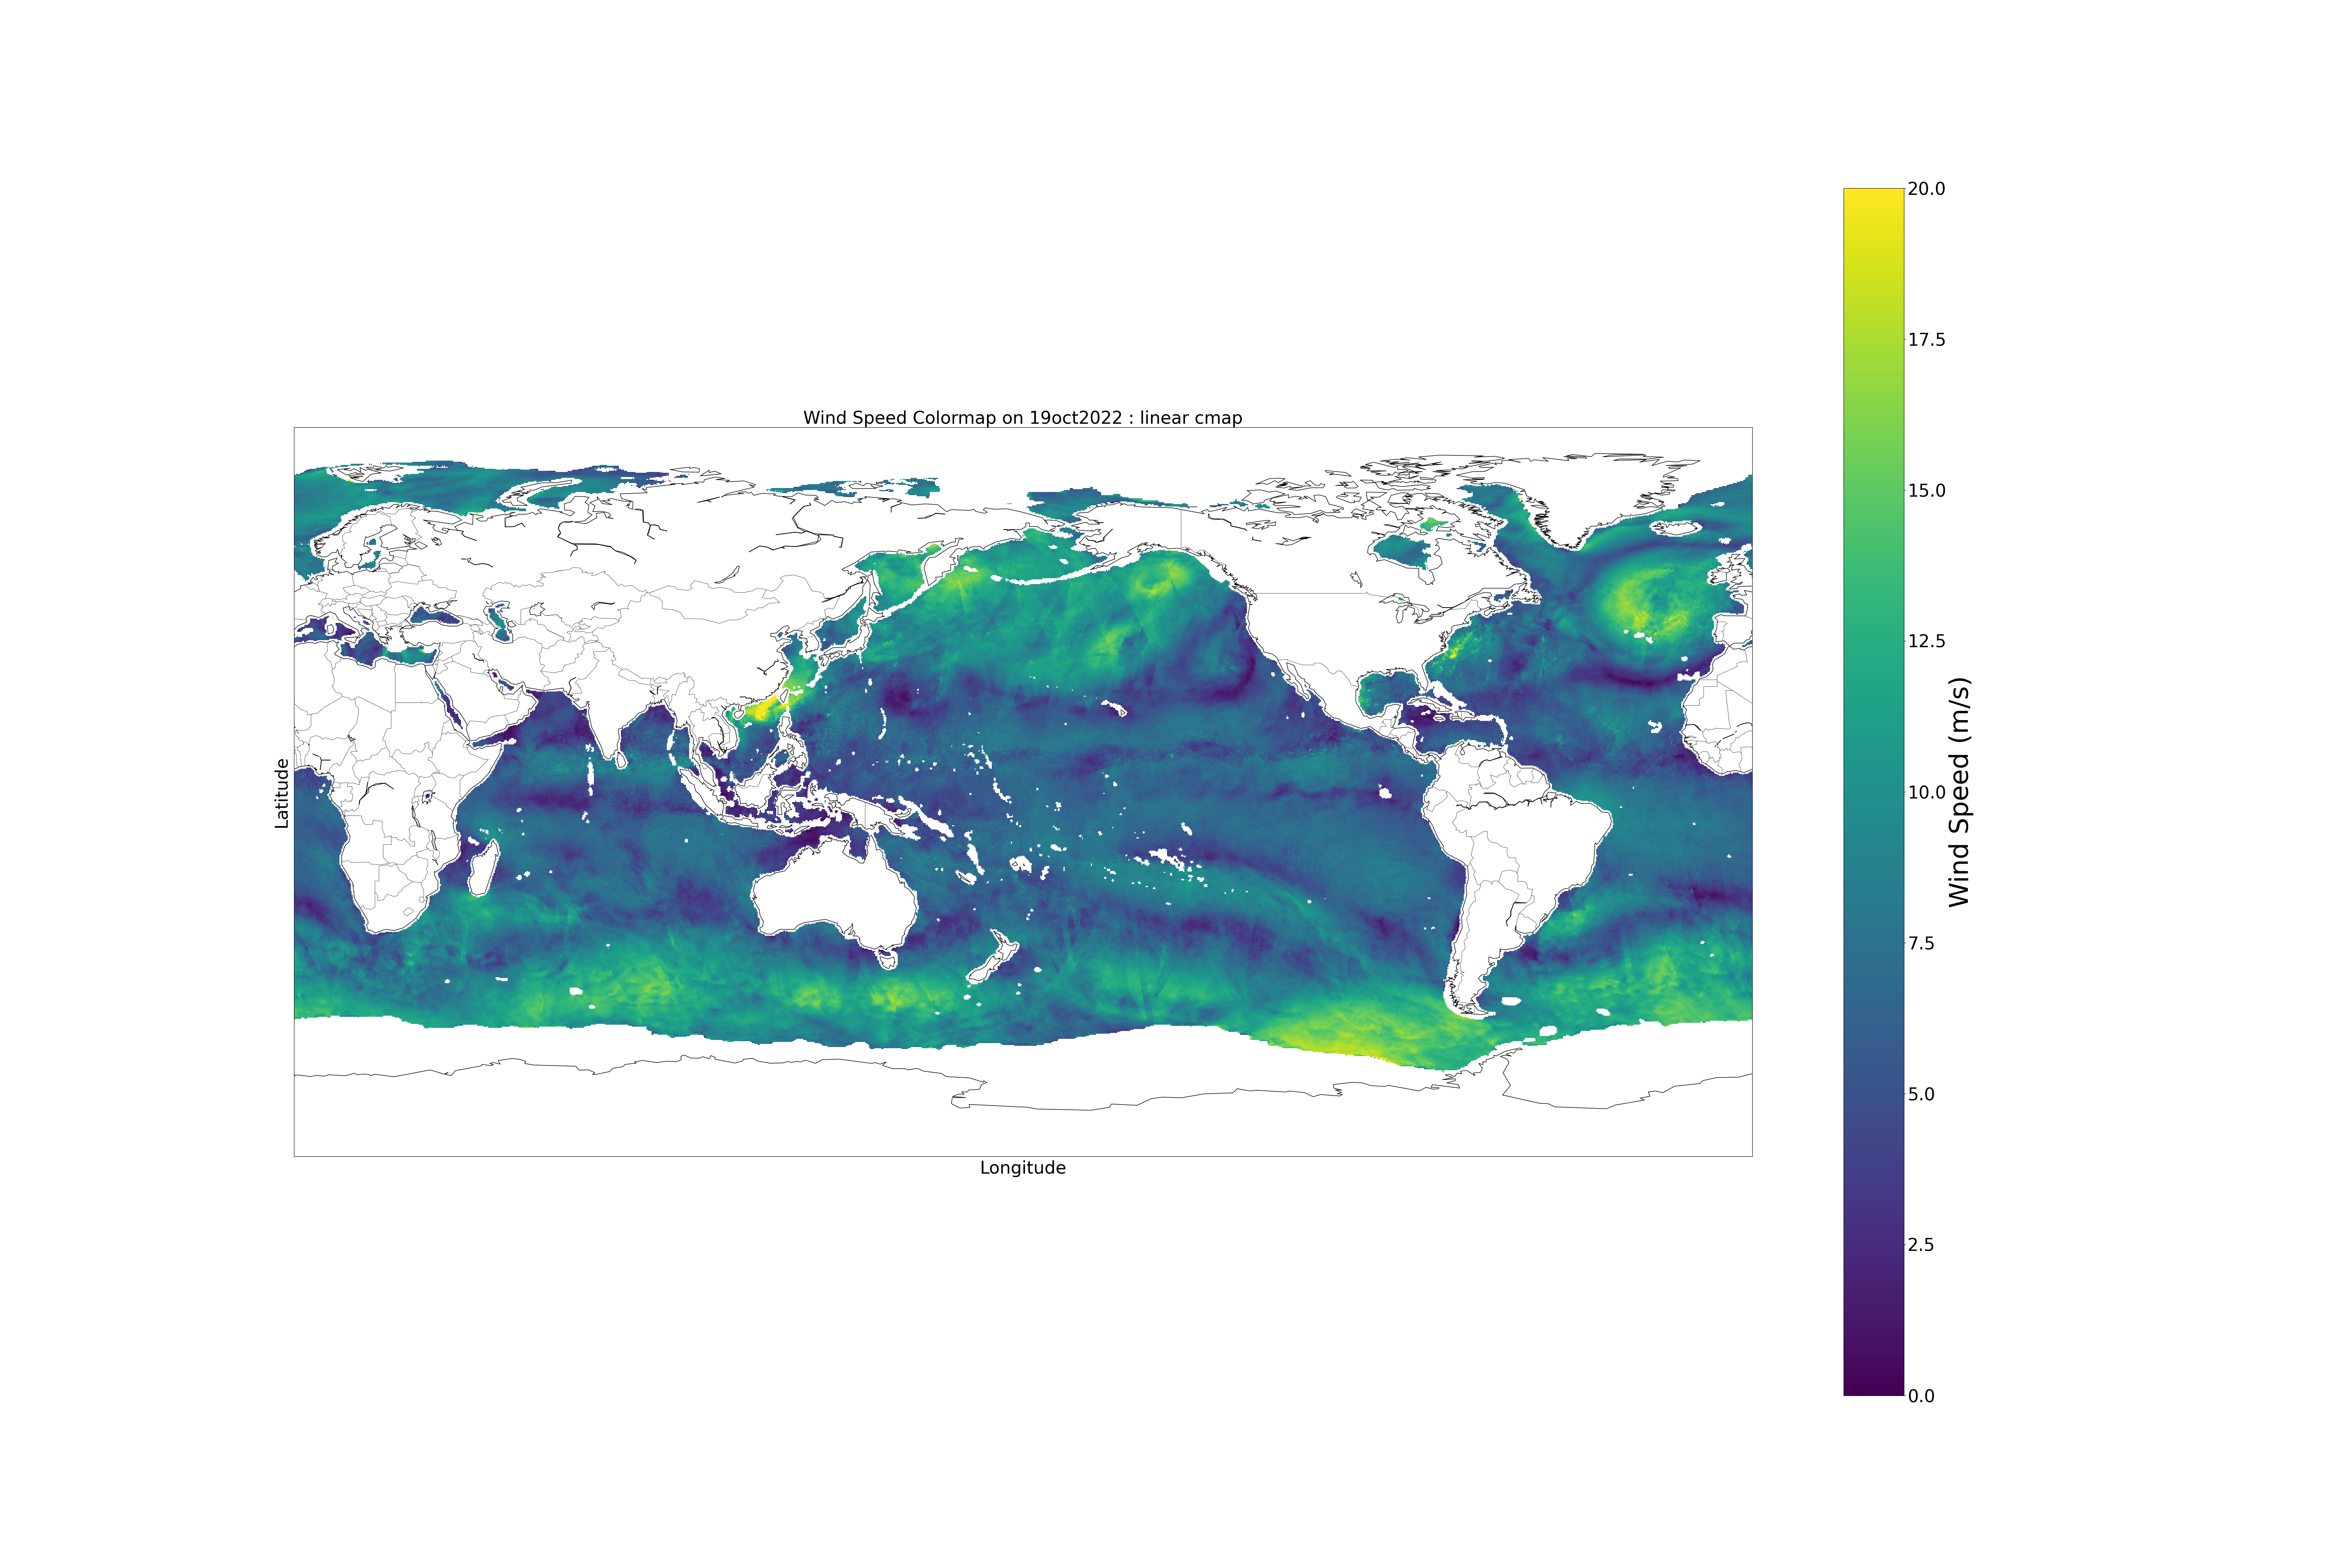 Wind Speed Colormap on 19oct2022 : linear cmap
Latitude
Longitude
20.0
17.5
15.0
12.5
10.0
7.5
5.0
2.5
0.0
Wind Speed (m/s)